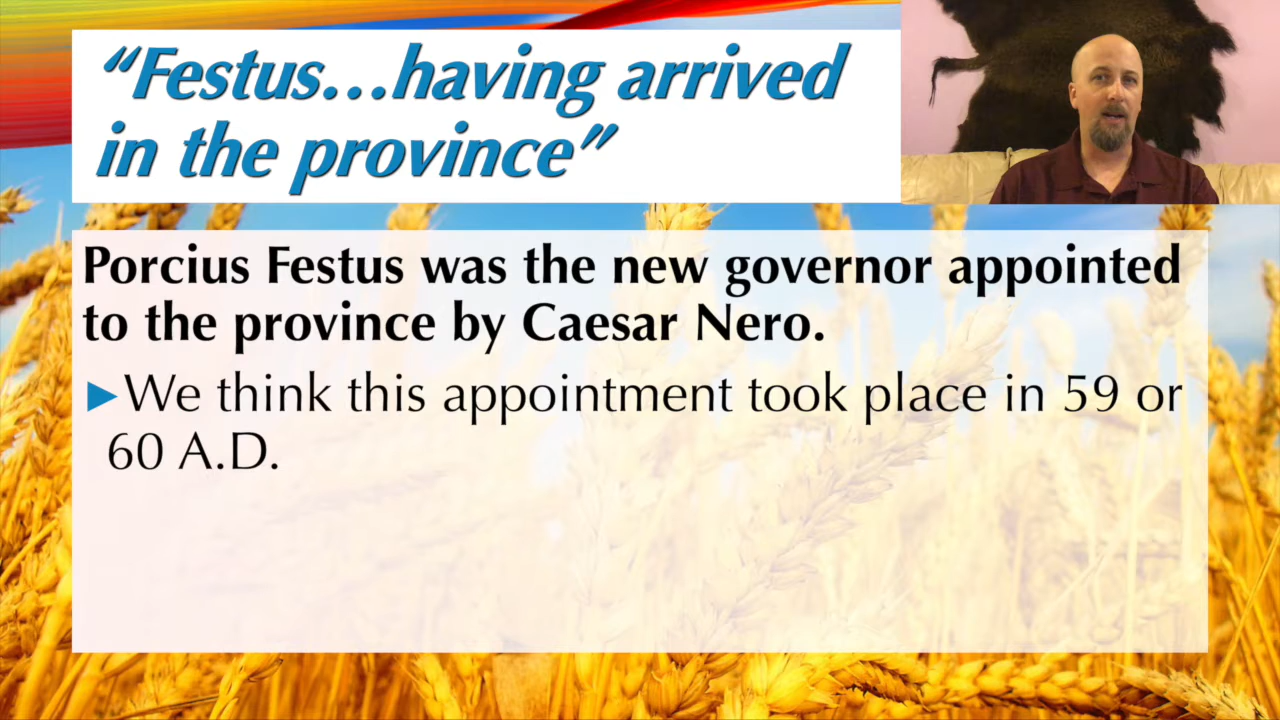 “Festus...having arrived
in the province”
Porcius Festus was the new governor appointed
to the province by Caesar Nero.
►We think this appointment took place in 59 or
60 A.D.